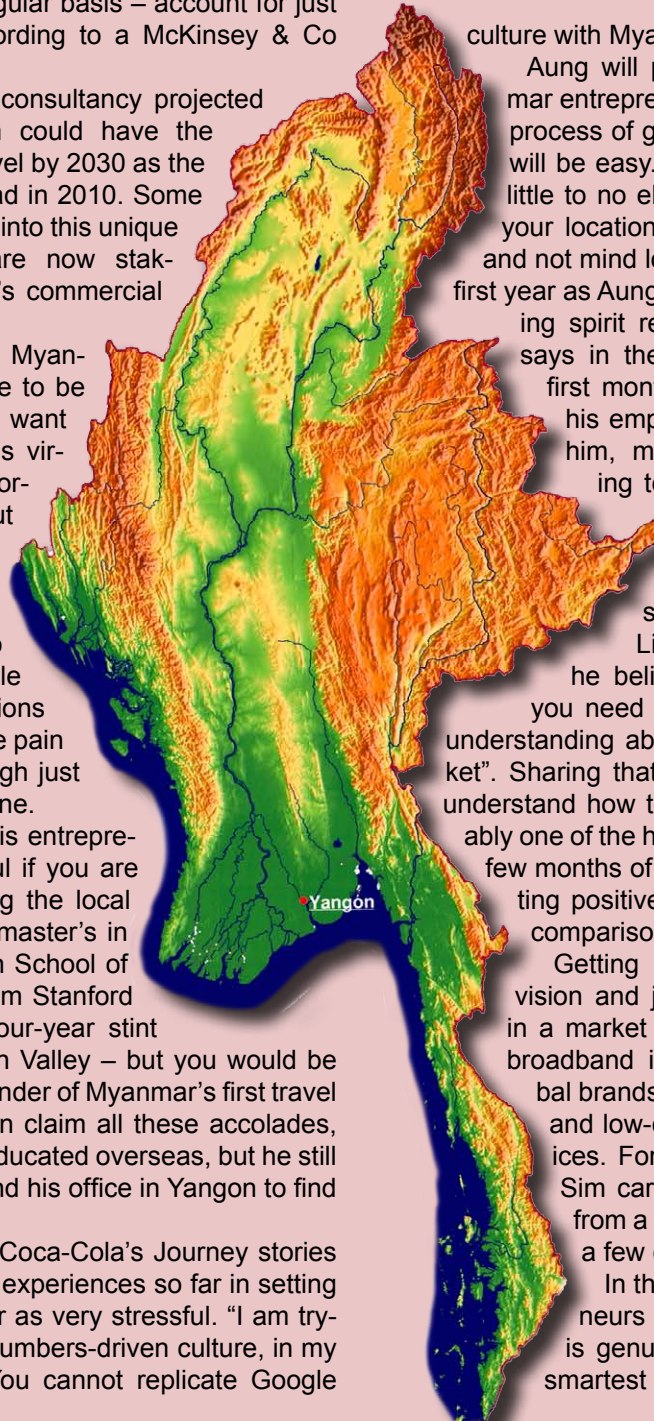 gular basis – account for just
ording to a McKinsey & Co
consultancy projected
could have the
vel by 2030 as the
nd in 2010. Some
into this unique
are now stak-
's commercial
Myan-
e to be
want
s vir-
or-
ut
o
le
ions
e pain
gh just
ne.
is entrepre-
ul if you are
g the local
master's in
n School of
m Stanford
our-year stint
n Valley – but you would be
nder of Myanmar's first travel
n claim all these accolades,
ducated overseas, but he still
nd his office in Yangon to find
Coca-Cola's Journey stories
experiences so far in setting
r as very stressful. “I am try-
umbers-driven culture, in my
You cannot replicate Google
Yangon
culture with Mya
Aung will p
mar entrepre
process of g
will be easy.
little to no el
your location
and not mind lo
first year as Aung
ing spirit re
says in the
first mont
his emp
him, m
ing to
s
Li
he beli
you need
understanding ab
ket”. Sharing that
understand how t
ably one of the h
few months of
ting positive
compariso
Getting
vision and j
in a market
broadband i
bal brands
and low-c
ices. For
Sim car
from a
a few
In th
neurs
is genu
smartest